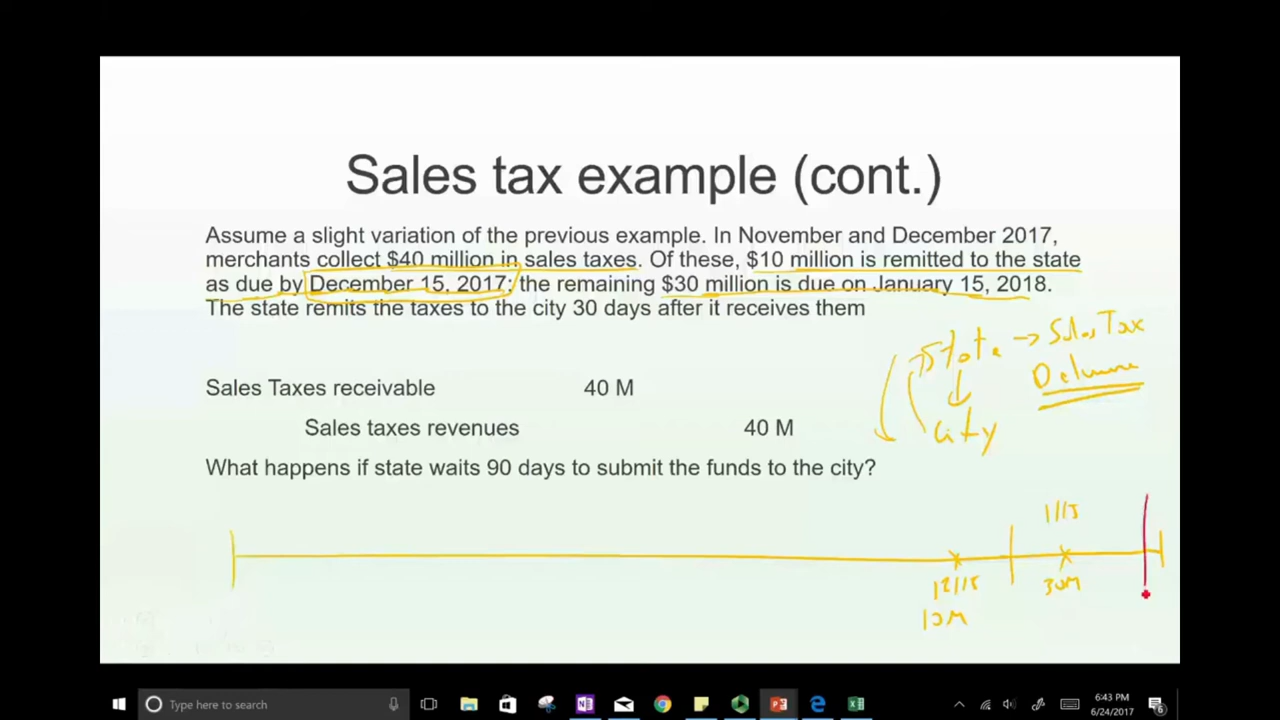 Sales tax example (cont.)
Assume a slight variation of the previous example. In November and December 2017,
merchants collect $40 million in sales taxes. Of these, $10 million is remitted to the state
as due by December 15, 2017; the remaining $30 million is due on January 15, 2018.
The state remits the taxes to the city 30 days after it receives them
State → Sales Tax
city
Sales Taxes receivable 40 M
Sales taxes revenues 40 M
What happens if state waits 90 days to submit the funds to the city?
1/15
12/15
30M
10M
Type here to search
6:43 PM
6/24/2017
6